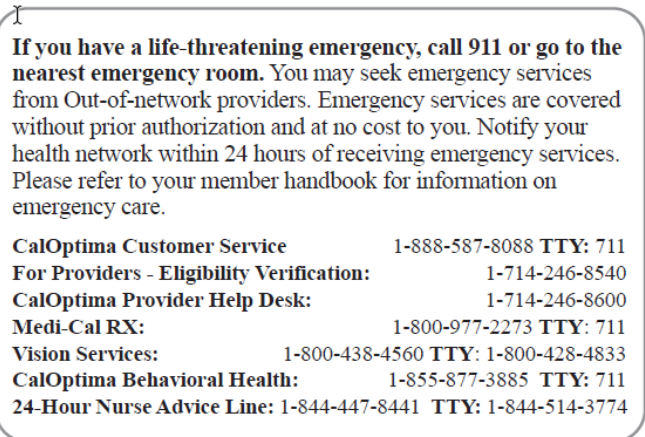 If you have a life-threatening emergency, call 911 or go to the
nearest emergency room. You may seek emergency services
from Out-of-network providers. Emergency services are covered
without prior authorization and at no cost to you. Notify your
health network within 24 hours of receiving emergency services.
Please refer to your member handbook for information on
emergency care.
CalOptima Customer Service 1-888-587-8088 TTY: 711
For Providers - Eligibility Verification: 1-714-246-8540
CalOptima Provider Help Desk: 1-714-246-8600
Medi-Cal RX: 1-800-977-2273 TTY: 711
Vision Services: 1-800-438-4560 TTY: 1-800-428-4833
CalOptima Behavioral Health: 1-855-877-3885 TTY: 711
24-Hour Nurse Advice Line: 1-844-447-8441 TTY: 1-844-514-3774